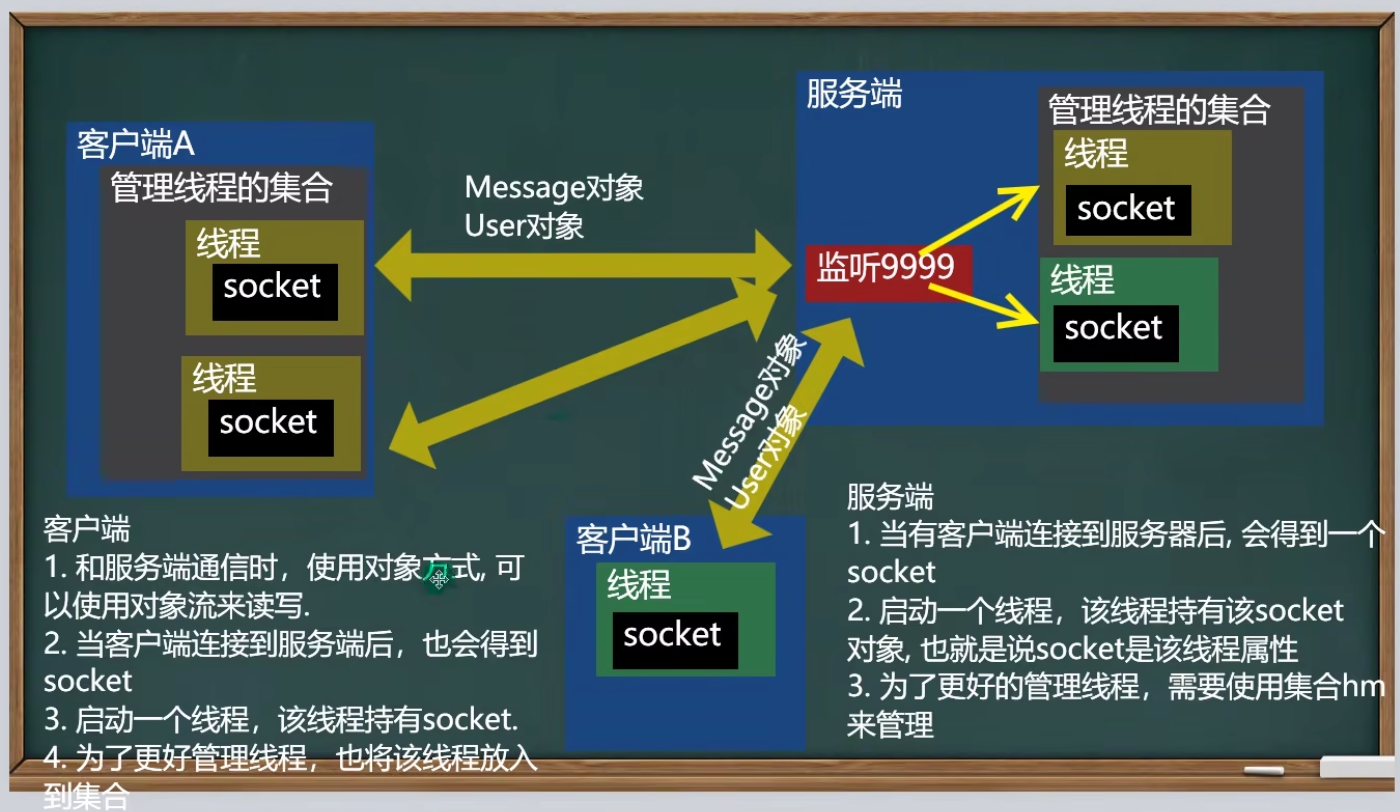 客户端A
管理线程的集合
线程
socket
线程
socket
Message对象
User对象
服务端
管理线程的集合
线程
socket
监听9999
线程
socket
Message对象
User对象
客户端B
线程
socket
客户端
1. 和服务端通信时，使用对象方式, 可
以使用对象流来读写.
2. 当客户端连接到服务端后，也会得到
socket
3. 启动一个线程，该线程持有socket.
4. 为了更好管理线程，也将该线程放入
到集合
服务端
1. 当有客户端连接到服务器后, 会得到一个
socket
2. 启动一个线程，该线程持有该socket
对象, 也就是说socket是该线程属性
3. 为了更好的管理线程，需要使用集合hm
来管理